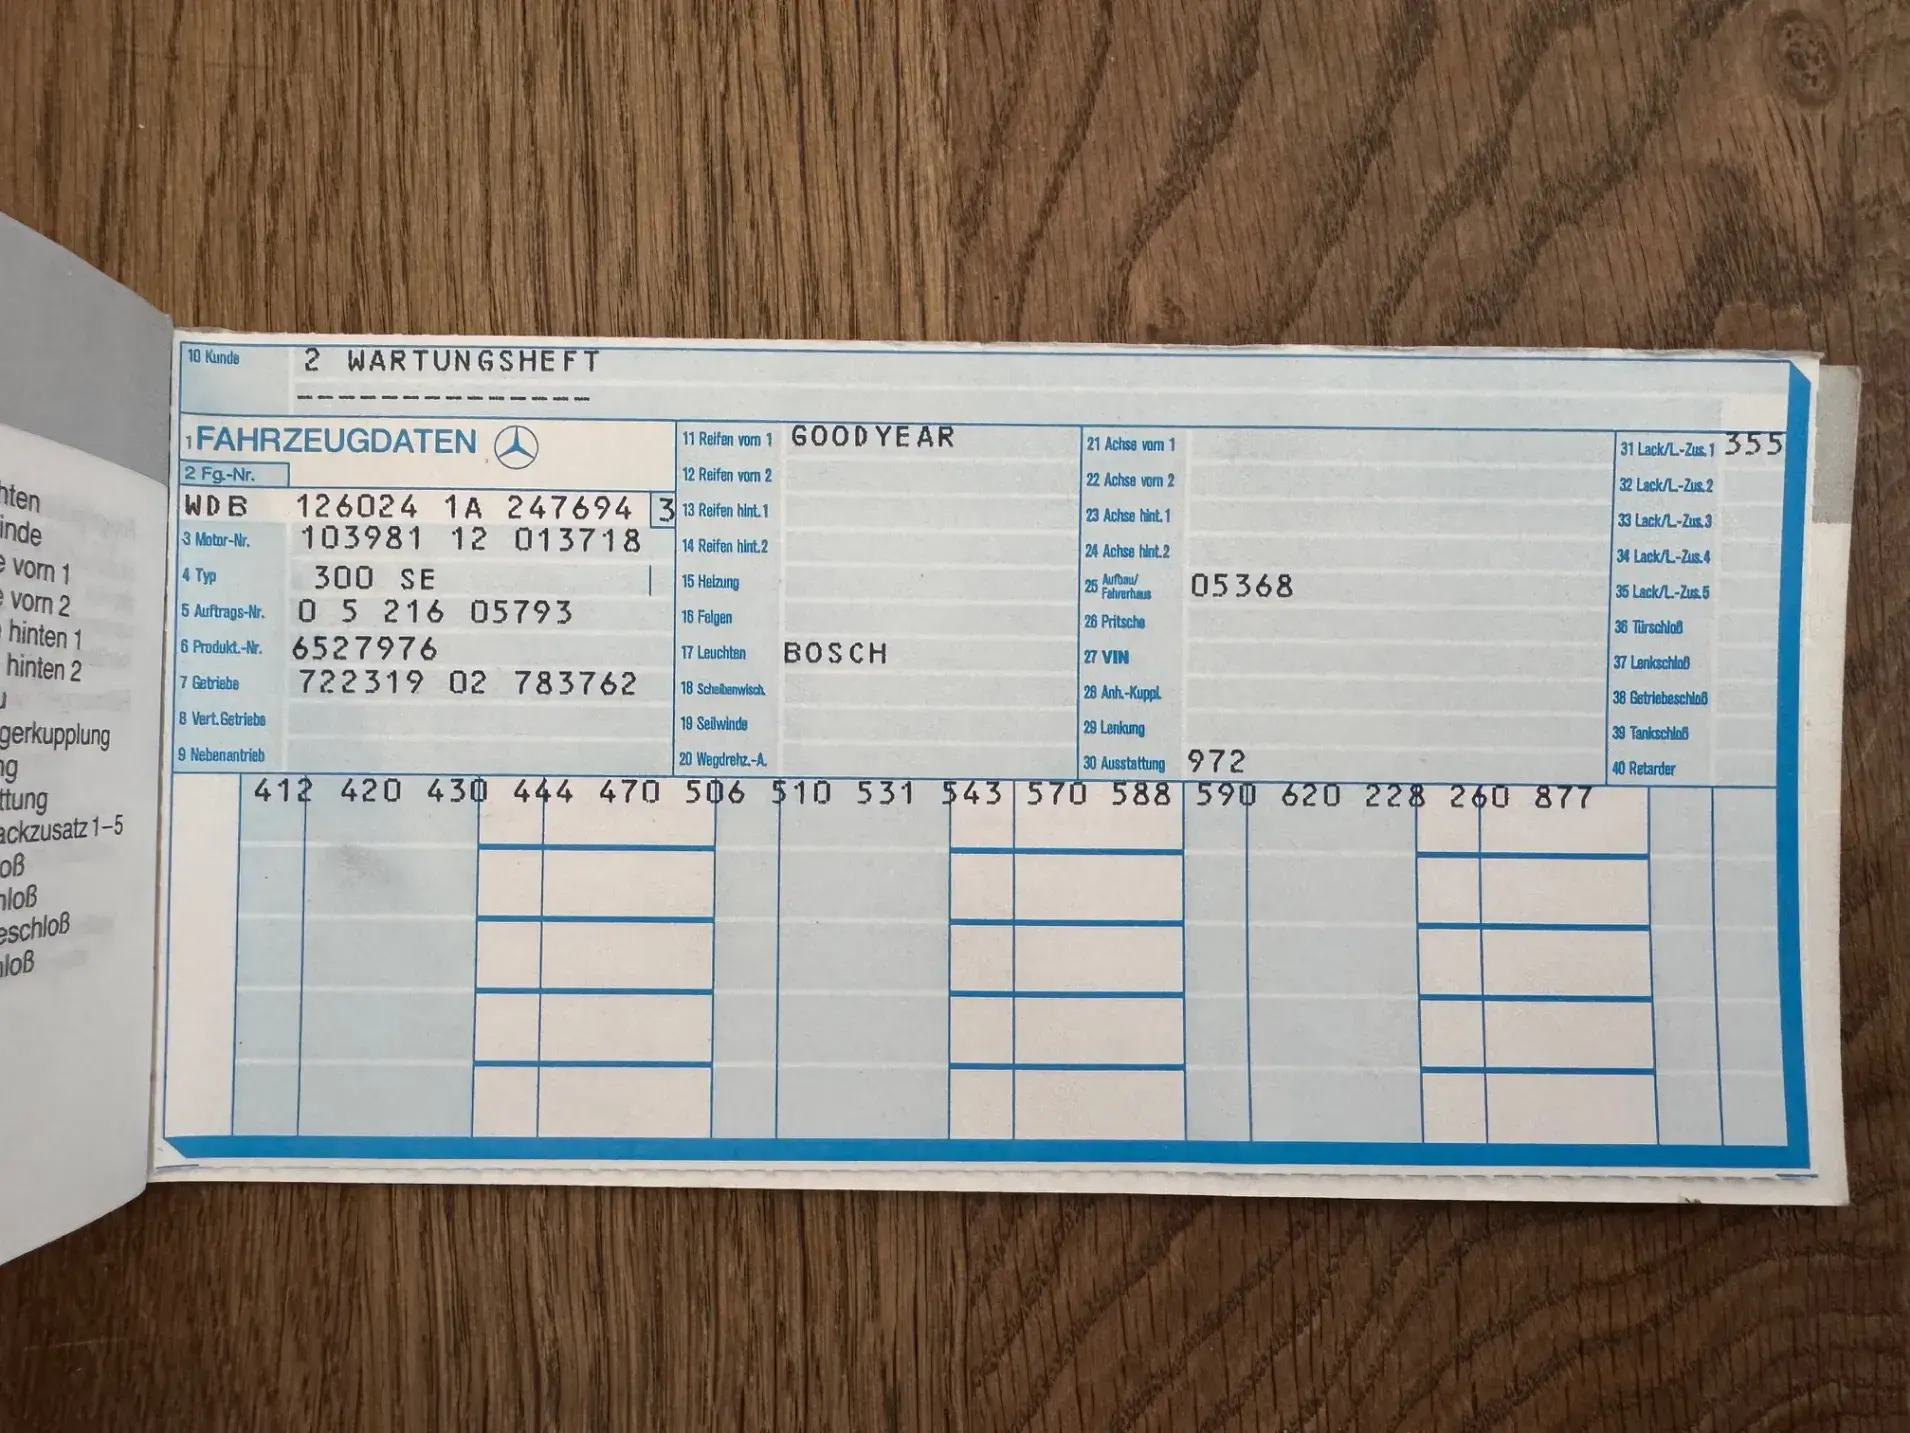 10 Kunde 2 WARTUNGSHEFT
-------------
1 FAHRZEUGDATEN
2 Fg.-Nr.
WDB 126024 1A 247694 3
3 Motor-Nr. 103981 12 013718
4 Typ 300 SE
5 Auftrags-Nr. 0 5 216 05793
6 Produkt.-Nr. 6527976
7 Getriebe 722319 02 783762
8 Vert.Getriebe
9 Nebenantrieb
11 Reifen vorn 1 GOODYEAR
12 Reifen vorn 2
13 Reifen hint.1
14 Reifen hint.2
15 Heizung
16 Felgen
17 Leuchten BOSCH
18 Scheibenwisch.
19 Seilwinde
20 Wegdrehz.-A.
21 Achse vorn 1
22 Achse vorn 2
23 Achse hint.1
24 Achse hint.2
25 Aufbau/
Fahrerhaus 05368
26 Pritsche
27 VIN
28 Anh.-Kuppl.
29 Lenkung
30 Ausstattung 972
31 Lack/L.-Zus.1 355
32 Lack/L.-Zus.2
33 Lack/L.-Zus.3
34 Lack/L.-Zus.4
35 Lack/L.-Zus.5
36 Türschloß
37 Lenkschloß
38 Getriebeschloß
39 Tankschloß
40 Retarder
412 420 430 444 470 506 510 531 543 570 588 590 620 228 260 877
hten
inde
e vorn 1
e vorn 2
hinten 1
hinten 2
u
gerkupplung
ng
ttung
ackzusatz 1–5
oß
hloß
eschloß
hloß